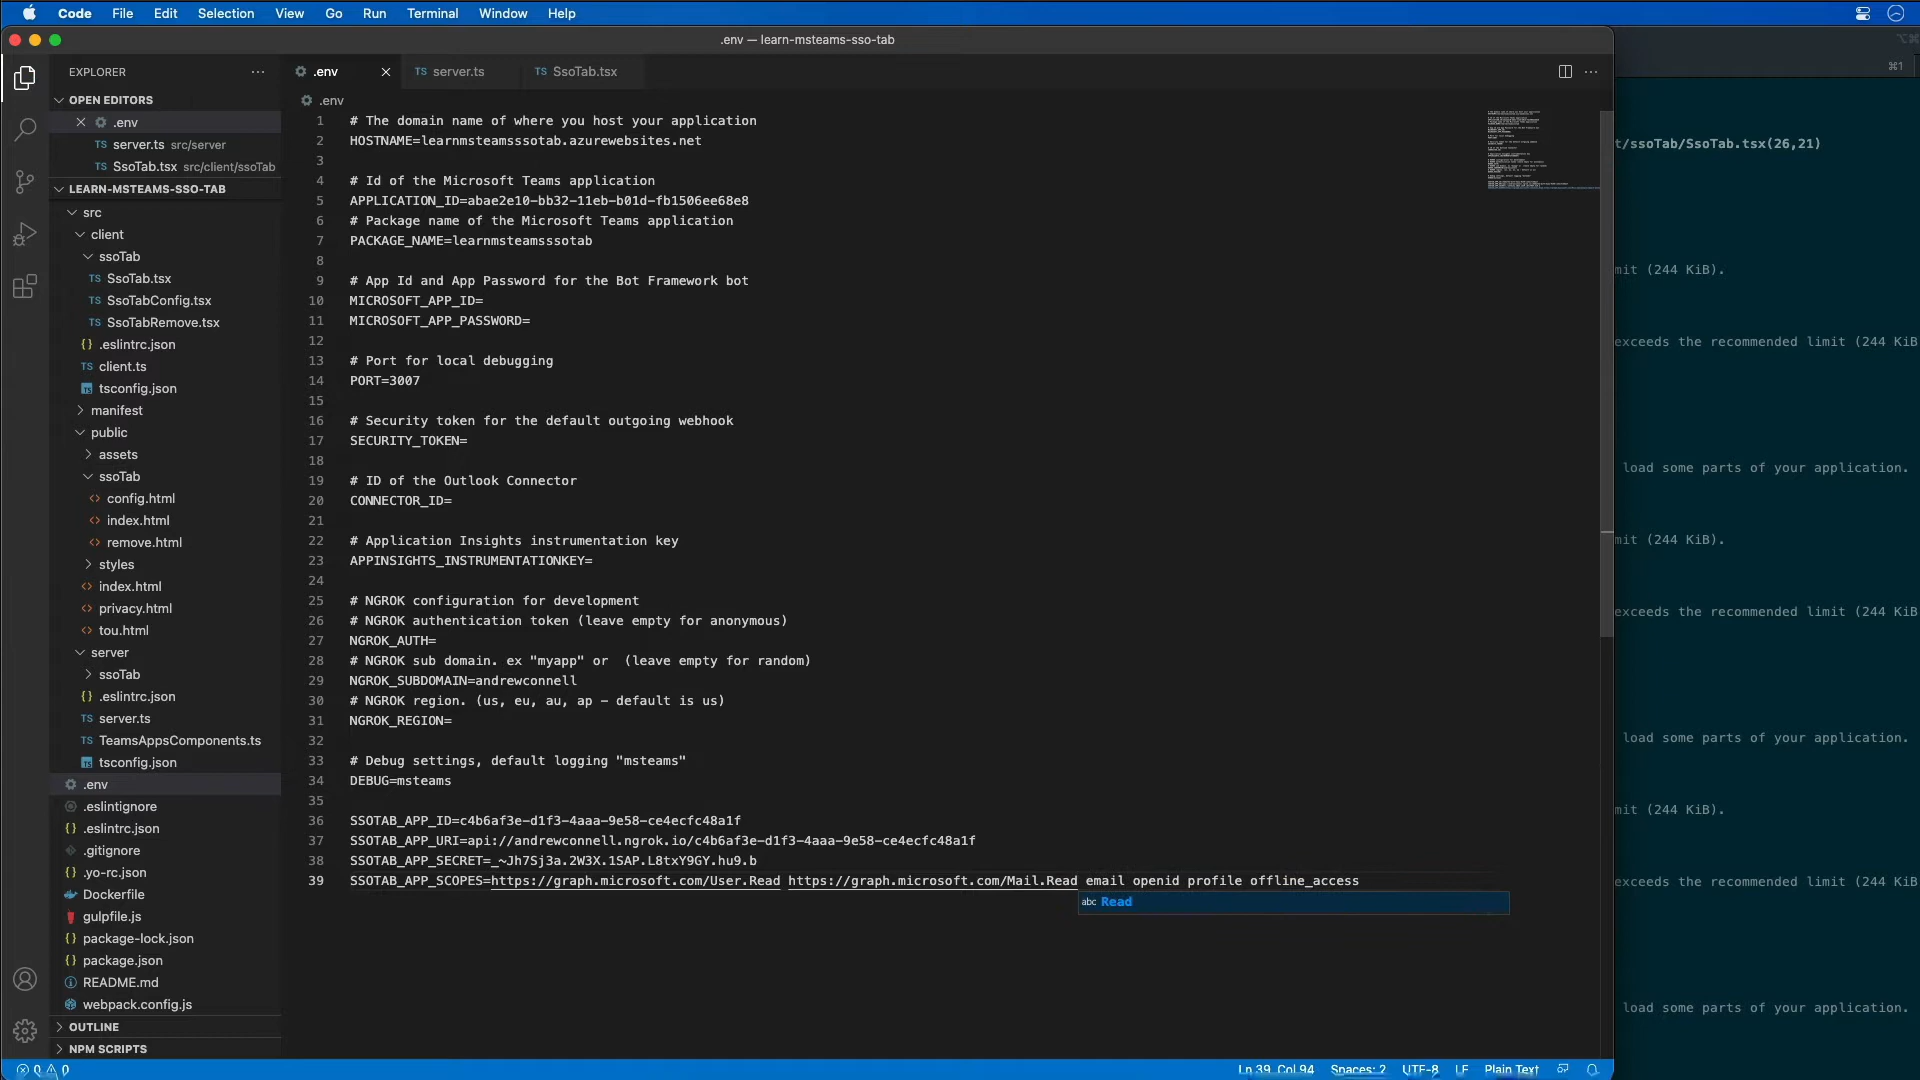 Code File Edit Selection View Go Run Terminal Window Help
.env — learn-msteams-sso-tab
⌘1
EXPLORER
OPEN EDITORS
.env
TS server.ts src/server
TS SsoTab.tsx src/client/ssoTab
LEARN-MSTEAMS-SSO-TAB
src
client
ssoTab
TS SsoTab.tsx
TS SsoTabConfig.tsx
TS SsoTabRemove.tsx
{} .eslintrc.json
TS client.ts
tsconfig.json
manifest
public
assets
ssoTab
<> config.html
<> index.html
<> remove.html
styles
<> index.html
<> privacy.html
<> tou.html
server
ssoTab
{} .eslintrc.json
TS server.ts
TS TeamsAppsComponents.ts
tsconfig.json
.env
.eslintignore
{} .eslintrc.json
.gitignore
{} .yo-rc.json
Dockerfile
gulpfile.js
{} package-lock.json
{} package.json
README.md
webpack.config.js
OUTLINE
NPM SCRIPTS
.env
TS server.ts
TS SsoTab.tsx
.env
1 # The domain name of where you host your application
2 HOSTNAME=learnmsteamsssotab.azurewebsites.net
3
4 # Id of the Microsoft Teams application
5 APPLICATION_ID=abae2e10-bb32-11eb-b01d-fb1506ee68e8
6 # Package name of the Microsoft Teams application
7 PACKAGE_NAME=learnmsteamsssotab
8
9 # App Id and App Password for the Bot Framework bot
10 MICROSOFT_APP_ID=
11 MICROSOFT_APP_PASSWORD=
12
13 # Port for local debugging
14 PORT=3007
15
16 # Security token for the default outgoing webhook
17 SECURITY_TOKEN=
18
19 # ID of the Outlook Connector
20 CONNECTOR_ID=
21
22 # Application Insights instrumentation key
23 APPINSIGHTS_INSTRUMENTATIONKEY=
24
25 # NGROK configuration for development
26 # NGROK authentication token (leave empty for anonymous)
27 NGROK_AUTH=
28 # NGROK sub domain. ex "myapp" or  (leave empty for random)
29 NGROK_SUBDOMAIN=andrewconnell
30 # NGROK region. (us, eu, au, ap - default is us)
31 NGROK_REGION=
32
33 # Debug settings, default logging "msteams"
34 DEBUG=msteams
35
36 SSOTAB_APP_ID=c4b6af3e-d1f3-4aaa-9e58-ce4ecfc48a1f
37 SSOTAB_APP_URI=api://andrewconnell.ngrok.io/c4b6af3e-d1f3-4aaa-9e58-ce4ecfc48a1f
38 SSOTAB_APP_SECRET=_~Jh7Sj3a.2W3X.1SAP.L8txY9GY.hu9.b
39 SSOTAB_APP_SCOPES=https://graph.microsoft.com/User.Read https://graph.microsoft.com/Mail.Read email openid profile offline_access
abc Read
t/ssoTab/SsoTab.tsx(26,21)
mit (244 KiB).
exceeds the recommended limit (244 KiB
load some parts of your application.
mit (244 KiB).
exceeds the recommended limit (244 KiB
load some parts of your application.
mit (244 KiB).
exceeds the recommended limit (244 KiB
load some parts of your application.
0 0
Ln 39, Col 94 Spaces: 2 UTF-8 LF Plain Text